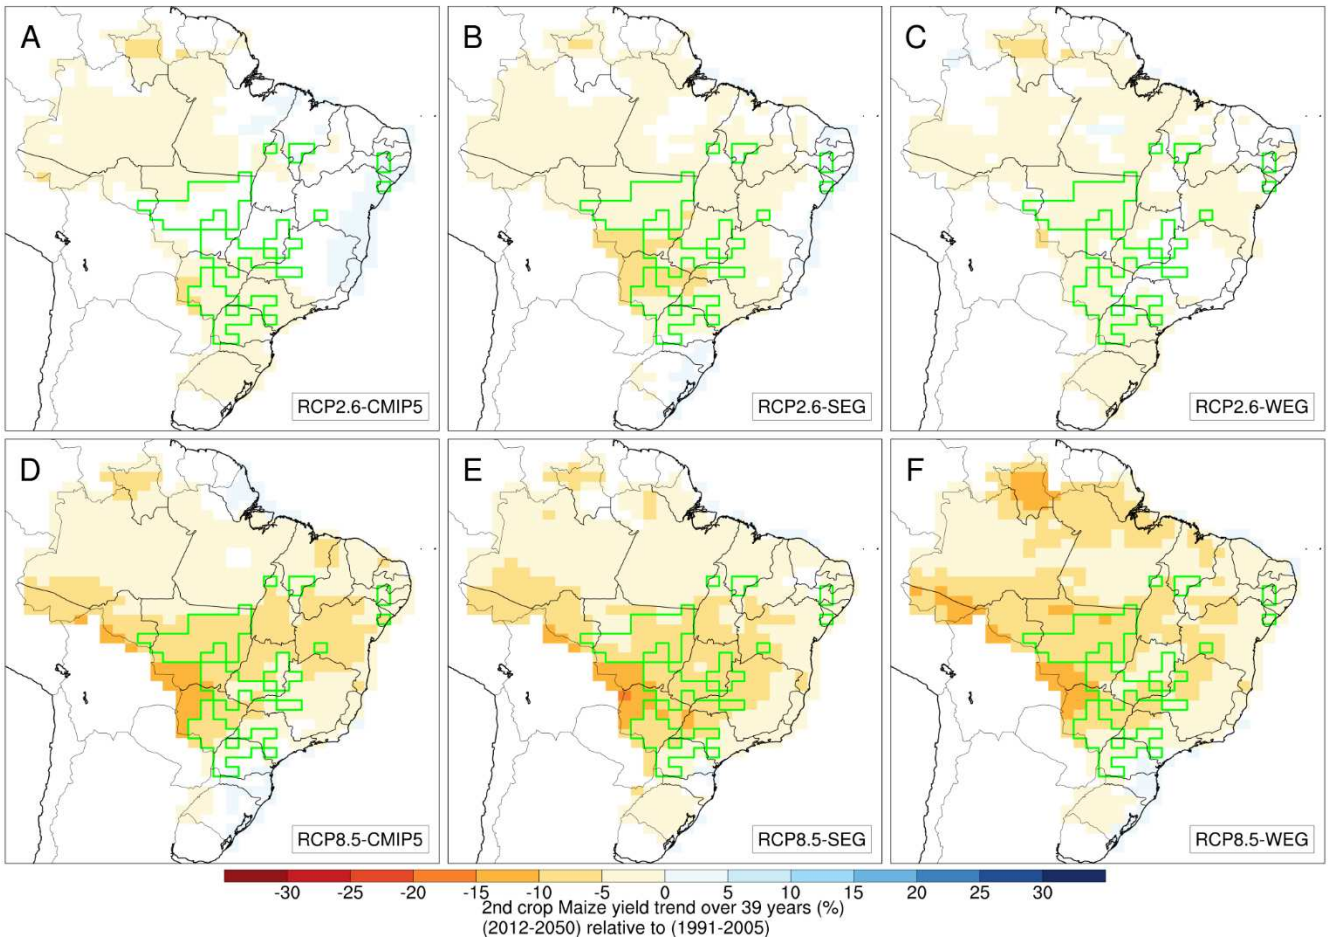 A
B
C
RCP2.6-CMIP5
RCP2.6-SEG
RCP2.6-WEG
D
E
F
RCP8.5-CMIP5
RCP8.5-SEG
RCP8.5-WEG
-30 -25 -20 -15 -10 -5 0 5 10 15 20 25 30
2nd crop Maize yield trend over 39 years (%)
(2012-2050) relative to (1991-2005)